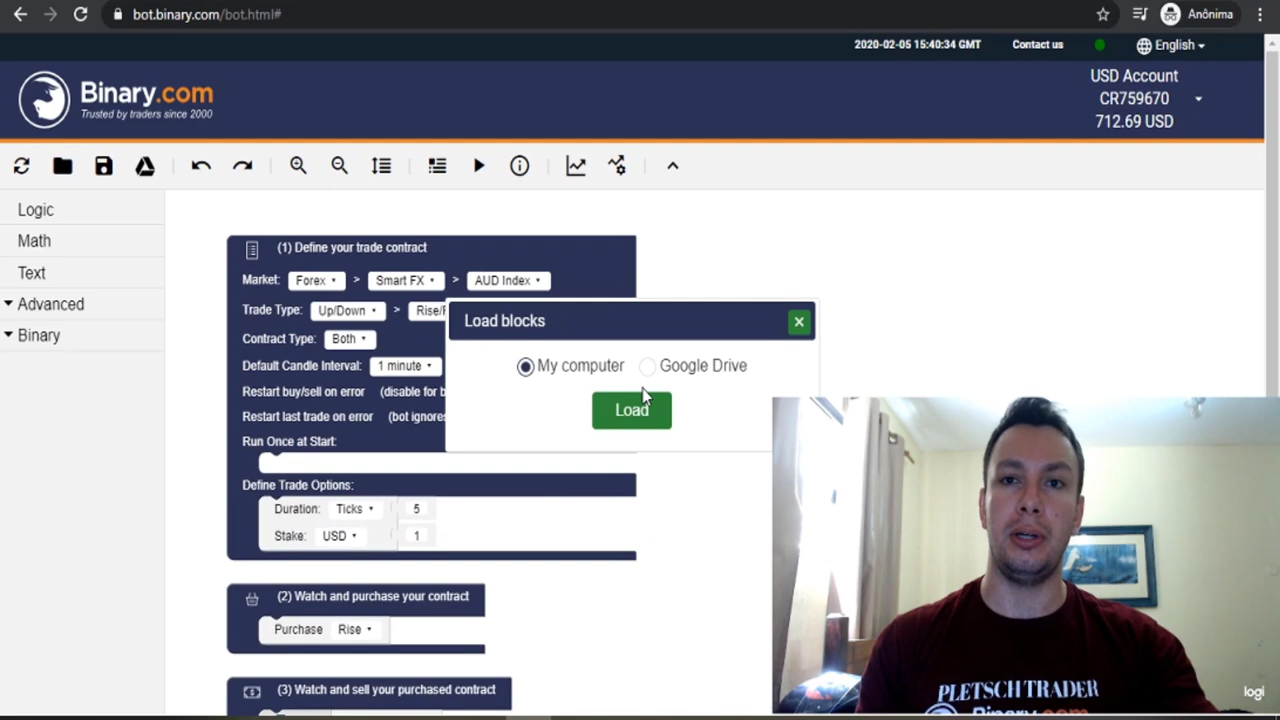 bot.binary.com/bot.html#
Anônima
2020-02-05 15:40:34 GMT
Contact us
English
Binary.com
Trusted by traders since 2000
USD Account
CR759670
712.69 USD
Logic
Math
Text
Advanced
Binary
(1) Define your trade contract
Market: Forex > Smart FX > AUD Index
Trade Type: Up/Down > Rise/F
Contract Type: Both
Default Candle Interval: 1 minute
Restart buy/sell on error (disable for b
Restart last trade on error (bot ignores
Run Once at Start:
Define Trade Options:
Duration: Ticks 5
Stake: USD 1
Load blocks
x
My computer Google Drive
Load
(2) Watch and purchase your contract
Purchase Rise
(3) Watch and sell your purchased contract
PLETSCH TRADER
Binary.com
logi